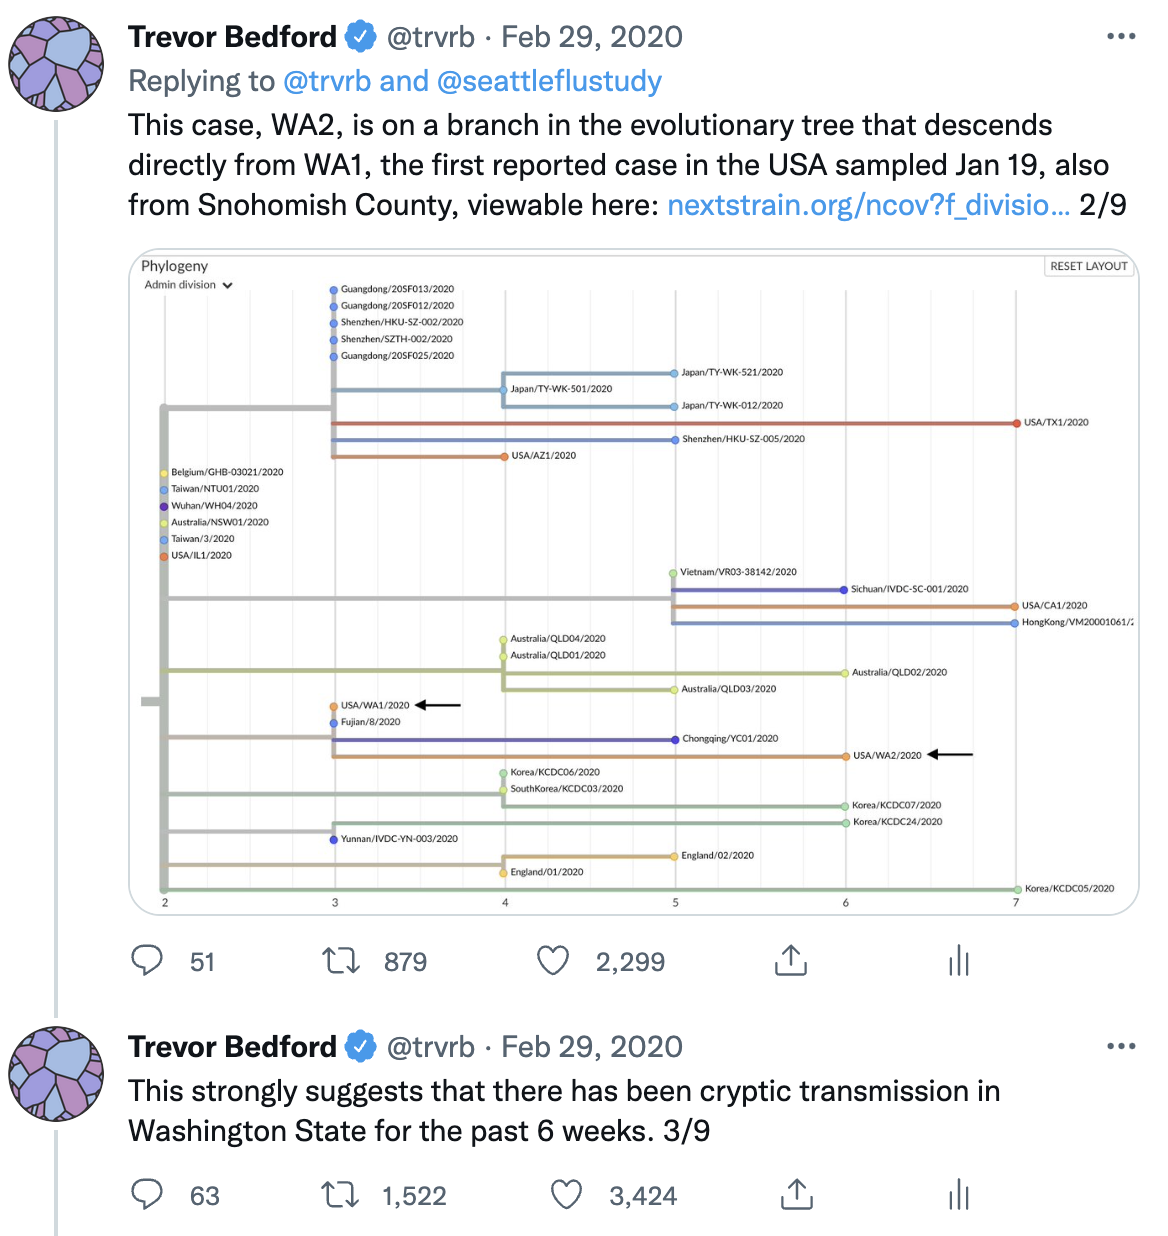 Trevor Bedford @trvrb · Feb 29, 2020
Replying to @trvrb and @seattleflustudy
This case, WA2, is on a branch in the evolutionary tree that descends
directly from WA1, the first reported case in the USA sampled Jan 19, also
from Snohomish County, viewable here: nextstrain.org/ncov?f_divisio... 2/9
Phylogeny
RESET LAYOUT
Admin division
Guangdong/20SF013/2020
Guangdong/20SF012/2020
Shenzhen/HKU-SZ-002/2020
Shenzhen/SZTH-002/2020
Guangdong/20SF025/2020
Japan/TY-WK-521/2020
Japan/TY-WK-501/2020
Japan/TY-WK-012/2020
USA/TX1/2020
Shenzhen/HKU-SZ-005/2020
USA/AZ1/2020
Belgium/GHB-03021/2020
Taiwan/NTU01/2020
Wuhan/WH04/2020
Australia/NSW01/2020
Taiwan/3/2020
USA/IL1/2020
Vietnam/VR03-38142/2020
Sichuan/IVDC-SC-001/2020
USA/CA1/2020
HongKong/VM20001061/2
Australia/QLD04/2020
Australia/QLD01/2020
Australia/QLD02/2020
Australia/QLD03/2020
USA/WA1/2020
Fujian/8/2020
Chongqing/YC01/2020
USA/WA2/2020
Korea/KCDC06/2020
SouthKorea/KCDC03/2020
Korea/KCDC07/2020
Korea/KCDC24/2020
Yunnan/IVDC-YN-003/2020
England/02/2020
England/01/2020
Korea/KCDC05/2020
2 3 4 5 6 7
51 879 2,299
Trevor Bedford @trvrb · Feb 29, 2020
This strongly suggests that there has been cryptic transmission in
Washington State for the past 6 weeks. 3/9
63 1,522 3,424